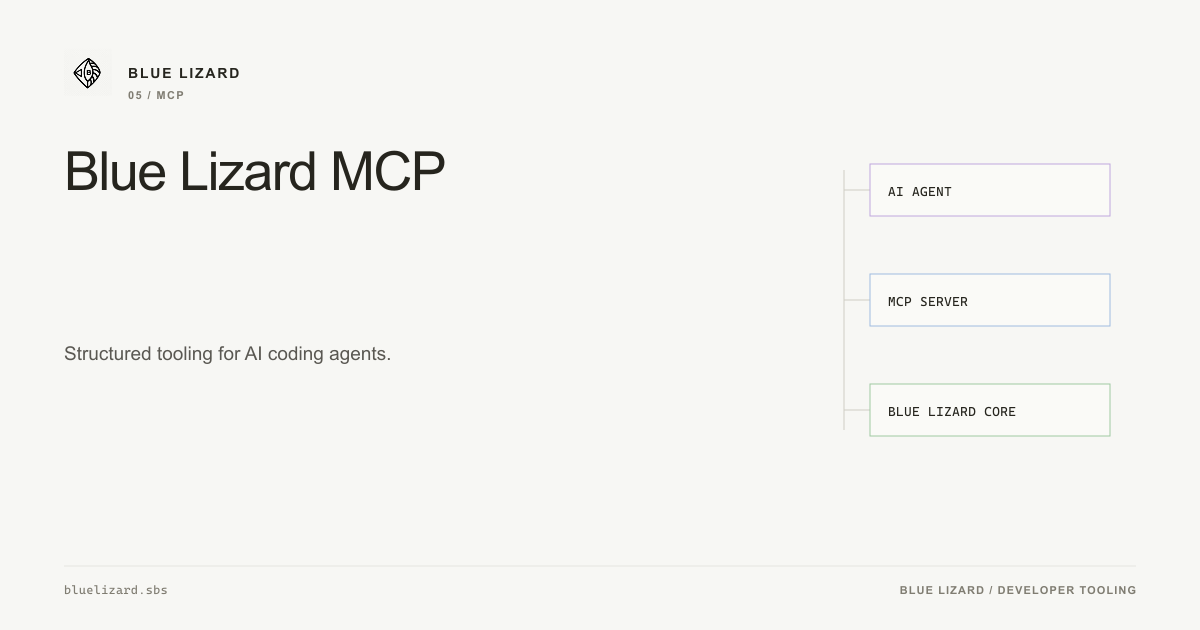 BLUE LIZARD
05 / MCP
Blue Lizard MCP
Structured tooling for AI coding agents.
AI AGENT
MCP SERVER
BLUE LIZARD CORE
bluelizard.sbs
BLUE LIZARD / DEVELOPER TOOLING